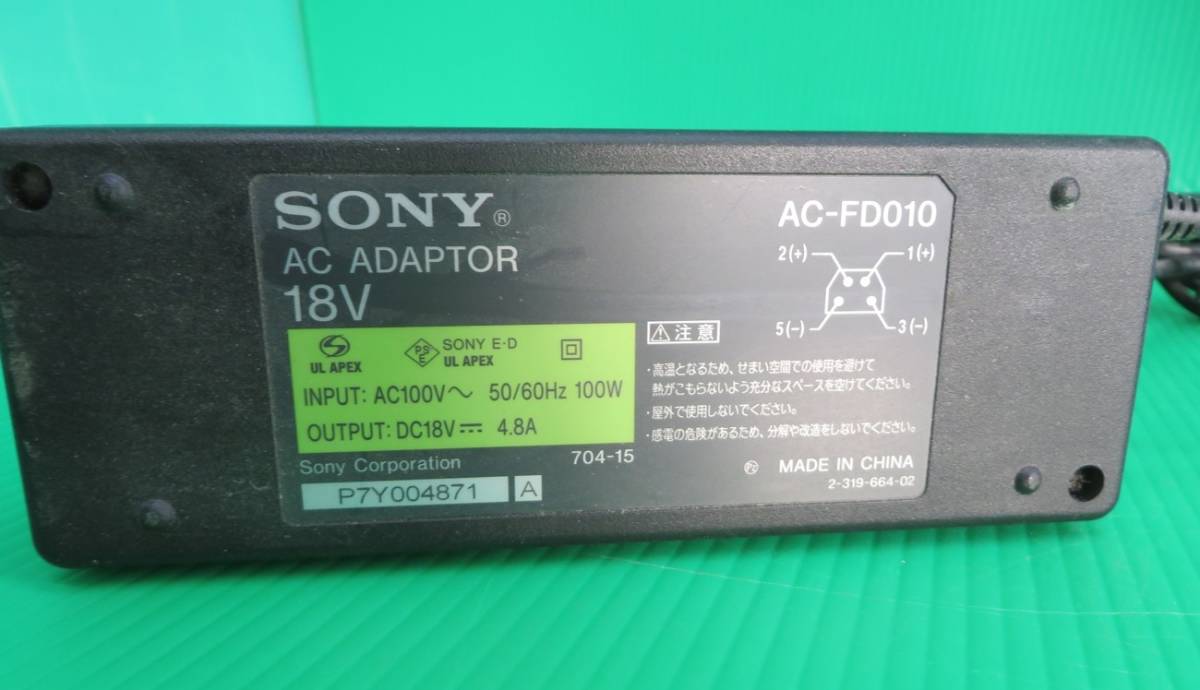 SONY®
AC ADAPTOR
18V
AC-FD010
2(+) 1(+)
5(-) 3(-)
UL APEX
PS E
SONY E·D
UL APEX
INPUT: AC100V～ 50/60Hz 100W
OUTPUT: DC18V⎓ 4.8A
Sony Corporation
704-15
P7Y004871 A
⚠注意
・高温となるため、せまい空間での使用を避けて
熱がこもらないよう充分なスペースを空けてください。
・屋外で使用しないでください。
・感電の危険があるため、分解や改造をしないでください。
MADE IN CHINA
2-319-664-02